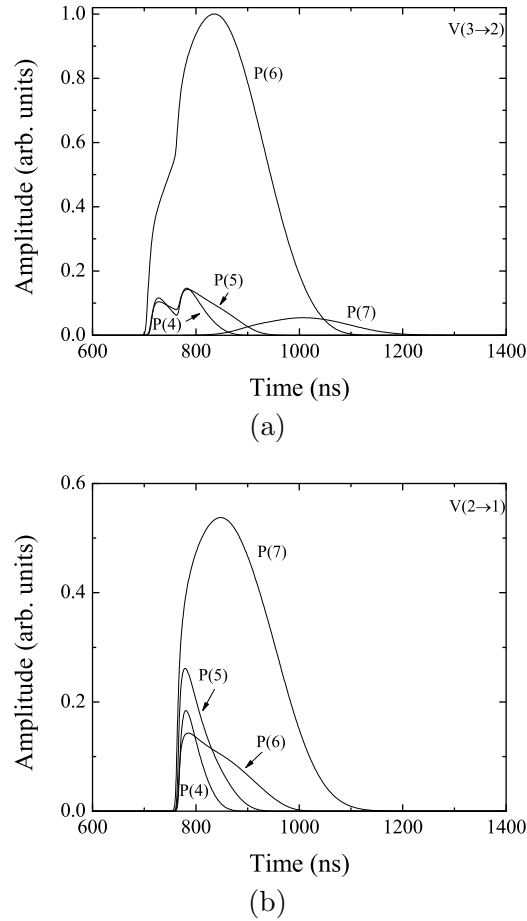 V(3→2)
P(6)
P(5)
P(4)
P(7)
Amplitude (arb. units)
0.0
0.2
0.4
0.6
0.8
1.0
600 800 1000 1200 1400
Time (ns)
(a)
V(2→1)
P(7)
P(5)
P(6)
P(4)
Amplitude (arb. units)
0.0
0.2
0.4
0.6
600 800 1000 1200 1400
Time (ns)
(b)